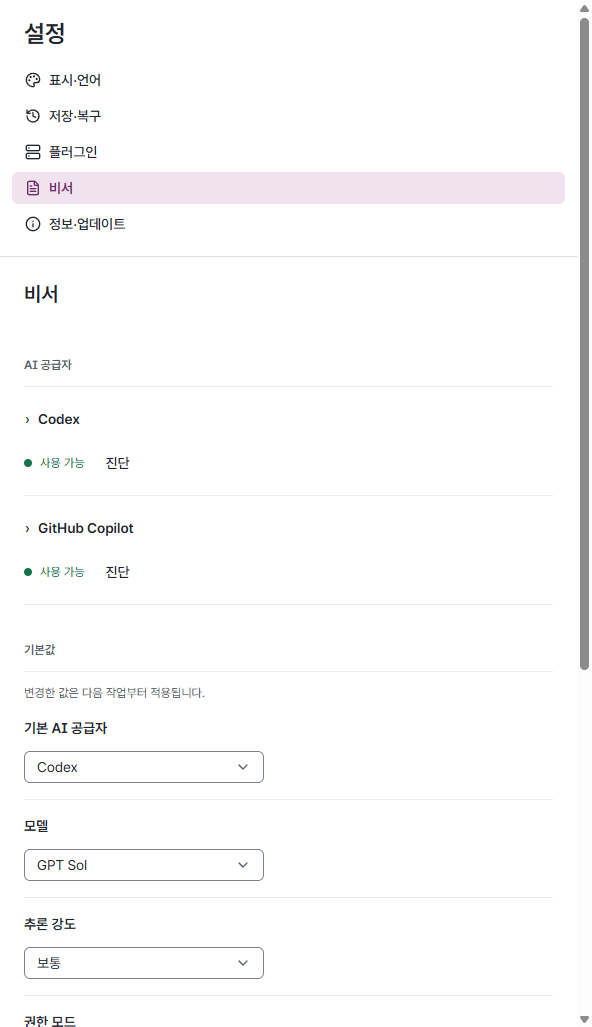 설정
표시·언어
저장·복구
플러그인
비서
정보·업데이트
비서
AI 공급자
› Codex
사용 가능 진단
› GitHub Copilot
사용 가능 진단
기본값
변경한 값은 다음 작업부터 적용됩니다.
기본 AI 공급자
Codex
모델
GPT Sol
추론 강도
보통
권한 모드